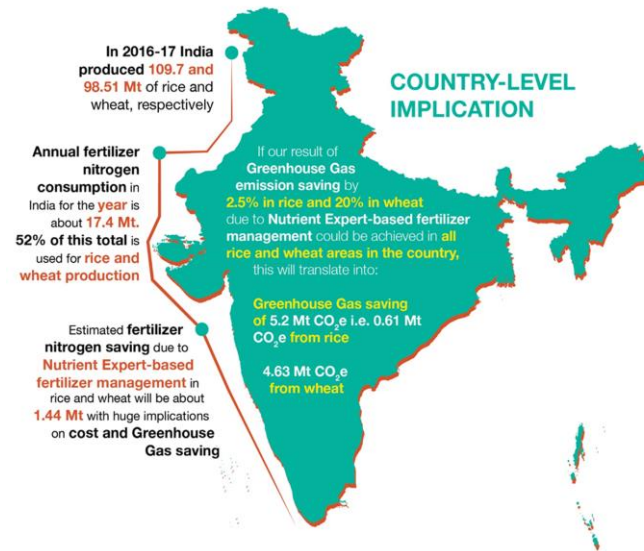 In 2016-17 India
produced 109.7 and
98.51 Mt of rice and
wheat, respectively
Annual fertilizer
nitrogen
consumption in
India for the year is
about 17.4 Mt.
52% of this total is
used for rice and
wheat production
Estimated fertilizer
nitrogen saving due to
Nutrient Expert-based
fertilizer management in
rice and wheat will be about
1.44 Mt with huge implications
on cost and Greenhouse
Gas saving
COUNTRY-LEVEL
IMPLICATION
If our result of
Greenhouse Gas
emission saving by
2.5% in rice and 20% in wheat
due to Nutrient Expert-based fertilizer
management could be achieved in all
rice and wheat areas in the country,
this will translate into:
Greenhouse Gas saving
of 5.2 Mt CO₂e i.e. 0.61 Mt
CO₂e from rice
4.63 Mt CO₂e
from wheat